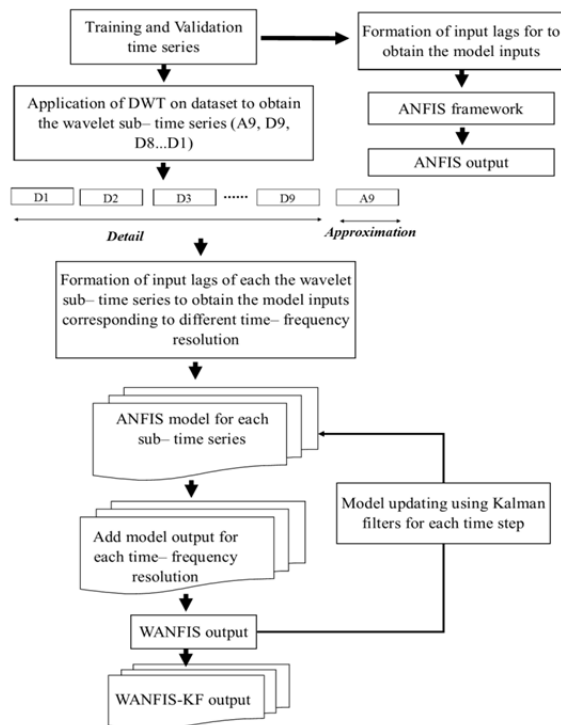 Training and Validation
time series
Formation of input lags for to
obtain the model inputs
Application of DWT on dataset to obtain
the wavelet sub– time series (A9, D9,
D8...D1)
ANFIS framework
ANFIS output
D1
D2
D3
......
D9
A9
Detail
Approximation
Formation of input lags of each the wavelet
sub– time series to obtain the model inputs
corresponding to different time– frequency
resolution
ANFIS model for each
sub– time series
Model updating using Kalman
filters for each time step
Add model output for
each time– frequency
resolution
WANFIS output
WANFIS-KF output